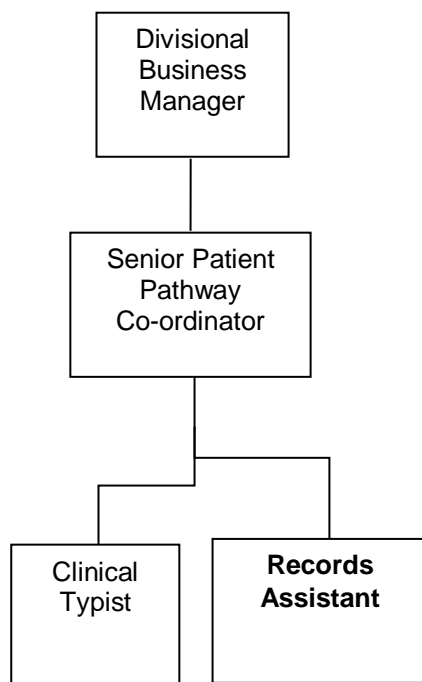 Divisional
Business
Manager
Senior Patient
Pathway
Co-ordinator
Clinical
Typist
Records
Assistant